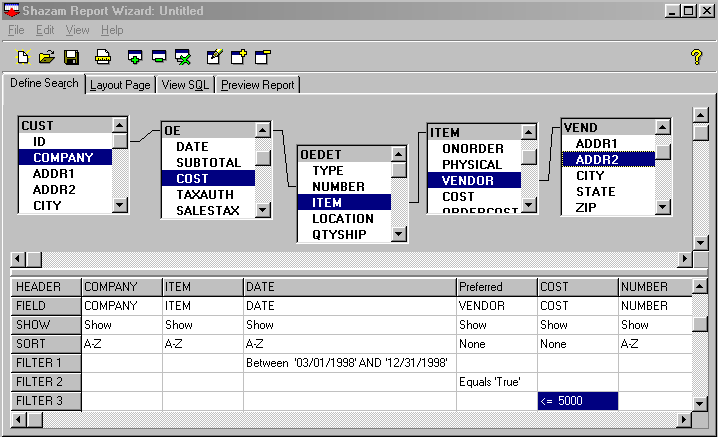 Shazam Report Wizard: Untitled
File Edit View Help
Define Search Layout Page View SQL Preview Report
CUST
ID
COMPANY
ADDR1
ADDR2
CITY
OE
DATE
SUBTOTAL
COST
TAXAUTH
SALESTAX
OEDET
TYPE
NUMBER
ITEM
LOCATION
QTYSHIP
ITEM
ONORDER
PHYSICAL
VENDOR
COST
ORDERCOST
VEND
ADDR1
ADDR2
CITY
STATE
ZIP
HEADER COMPANY ITEM DATE Preferred COST NUMBER
FIELD COMPANY ITEM DATE VENDOR COST NUMBER
SHOW Show Show Show Show Show Show
SORT A-Z A-Z A-Z None None A-Z
FILTER 1 Between '03/01/1998' AND '12/31/1998'
FILTER 2 Equals 'True'
FILTER 3 <= 5000